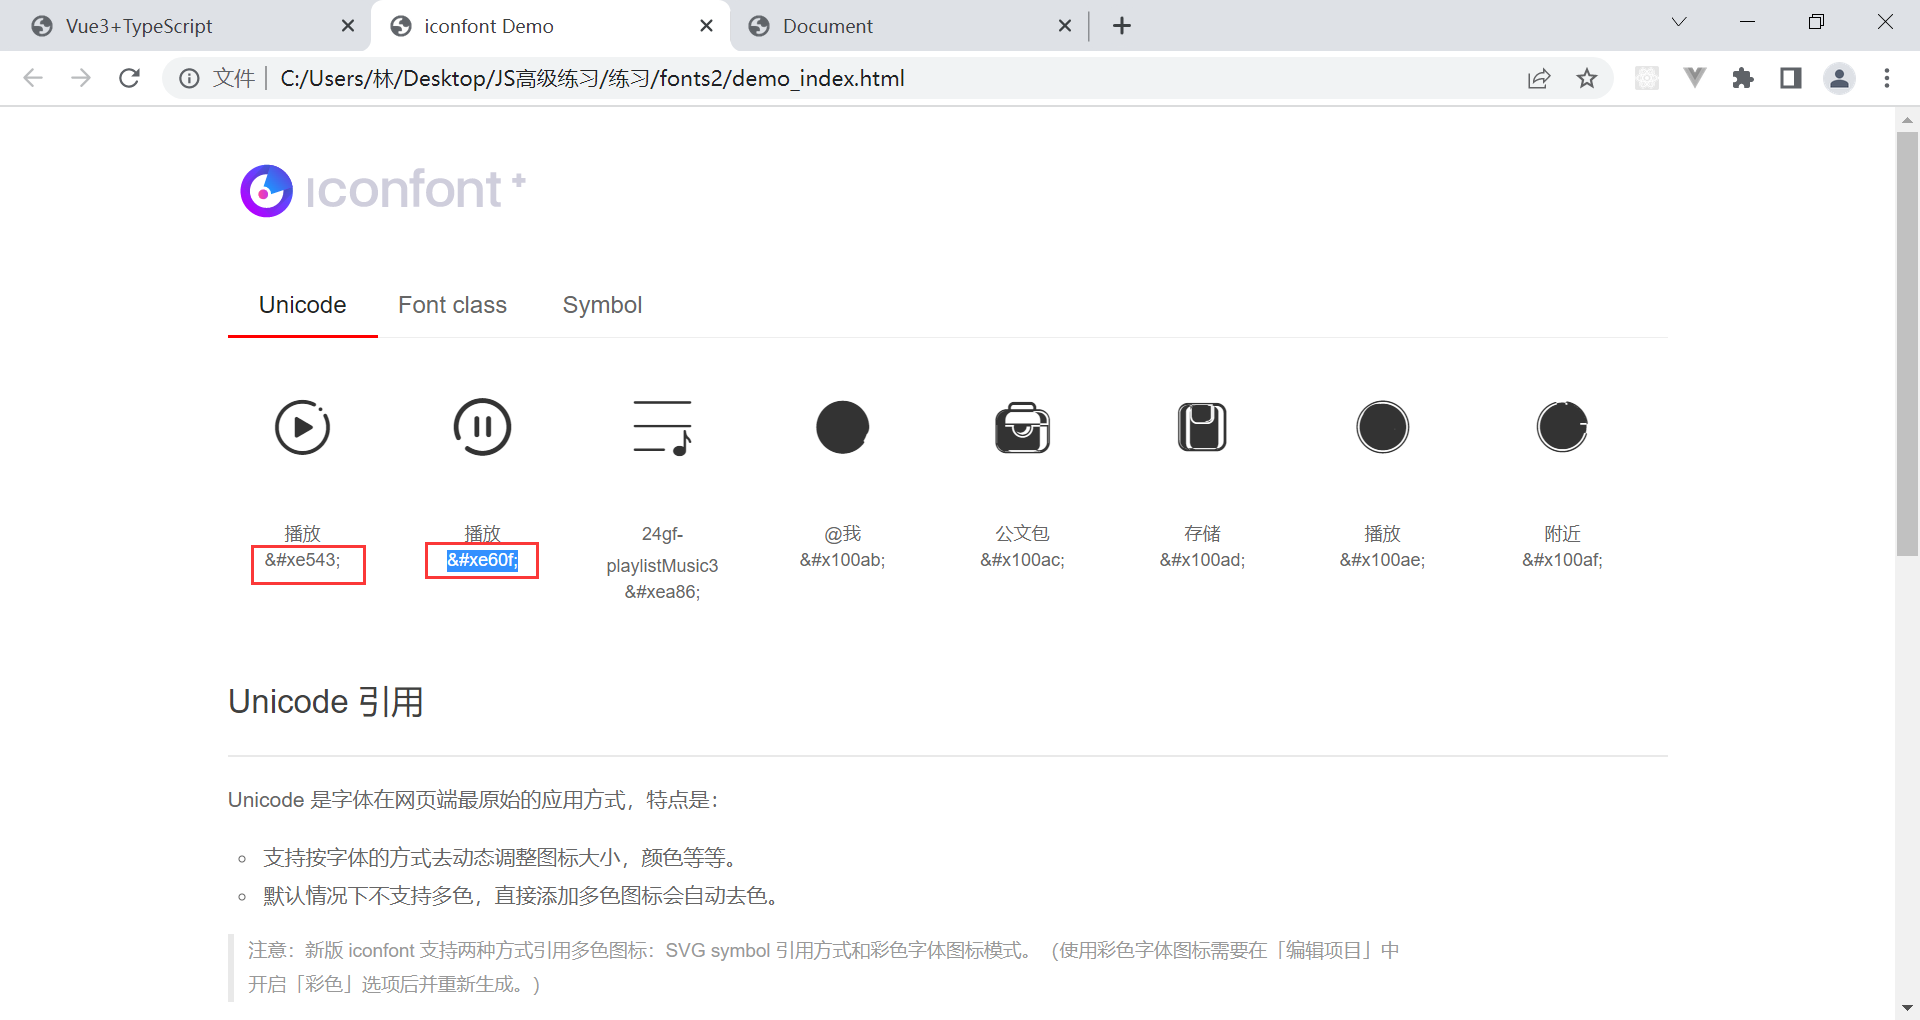 Vue3+TypeScript
iconfont Demo
Document
文件
C:/Users/林/Desktop/JS高级练习/练习/fonts2/demo_index.html
iconfont+
Unicode
Font class
Symbol
播放
&#xe543;
播放
&#xe60f;
24gf-
playlistMusic3
&#xea86;
@我
&#x100ab;
公文包
&#x100ac;
存储
&#x100ad;
播放
&#x100ae;
附近
&#x100af;
Unicode 引用
Unicode 是字体在网页端最原始的应用方式，特点是：
支持按字体的方式去动态调整图标大小，颜色等等。
默认情况下不支持多色，直接添加多色图标会自动去色。
注意：新版 iconfont 支持两种方式引用多色图标：SVG symbol 引用方式和彩色字体图标模式。（使用彩色字体图标需要在「编辑项目」中
开启「彩色」选项后并重新生成。）